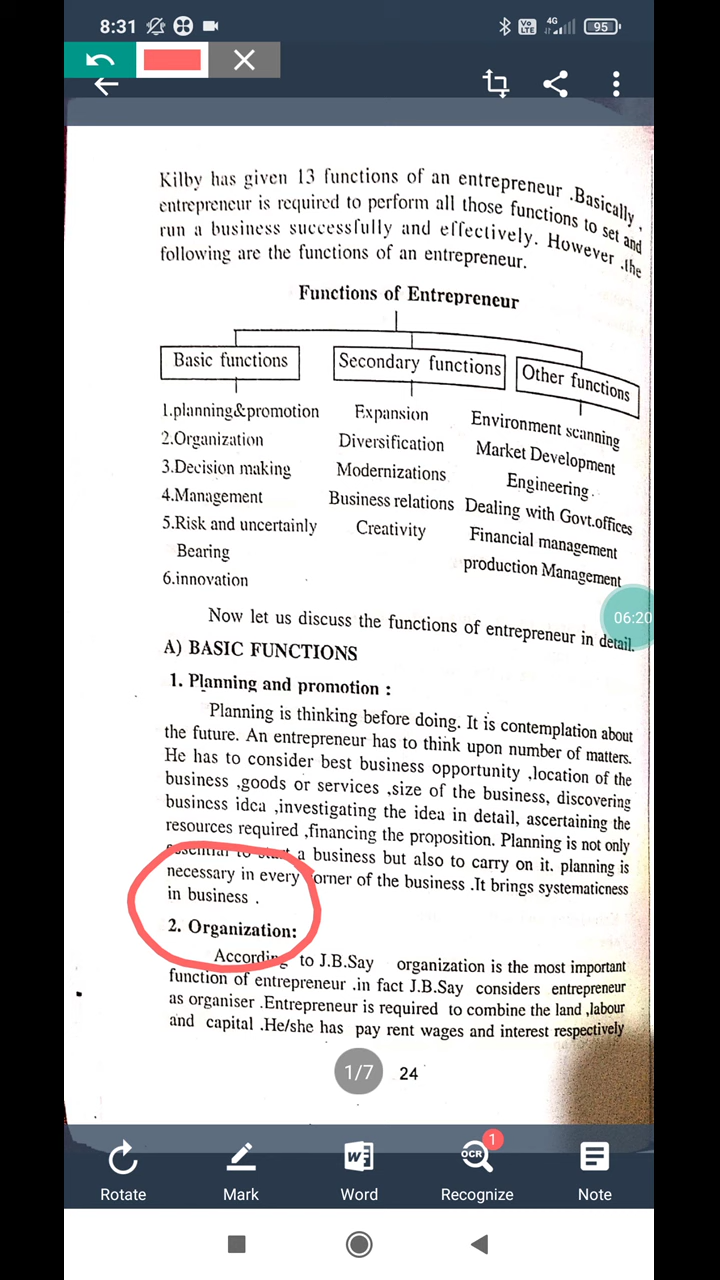 8:31
Vo LTE 4G 95
Kilby has given 13 functions of an entrepreneur .Basically ,
entrepreneur is required to perform all those functions to set and
run a business successfully and effectively. However .the
following are the functions of an entrepreneur.
Functions of Entrepreneur
Basic functions
Secondary functions
Other functions
1.planning&promotion
2.Organization
3.Decision making
4.Management
5.Risk and uncertainly
Bearing
6.innovation
Expansion
Diversification
Modernizations
Business relations
Creativity
Environment scanning
Market Development
Engineering.
Dealing with Govt.offices
Financial management
production Management
06:20
Now let us discuss the functions of entrepreneur in detail.
A) BASIC FUNCTIONS
1. Planning and promotion :
Planning is thinking before doing. It is contemplation about
the future. An entrepreneur has to think upon number of matters.
He has to consider best business opportunity ,location of the
business ,goods or services ,size of the business, discovering
business idea ,investigating the idea in detail, ascertaining the
resources required ,financing the proposition. Planning is not only
essential to start a business but also to carry on it. planning is
necessary in every corner of the business .It brings systematicness
in business .
2. Organization:
According to J.B.Say organization is the most important
function of entrepreneur .in fact J.B.Say considers entrepreneur
as organiser .Entrepreneur is required to combine the land ,labour
and capital .He/she has pay rent wages and interest respectively
1/7
24
Rotate
Mark
W
Word
OCR
1
Recognize
Note